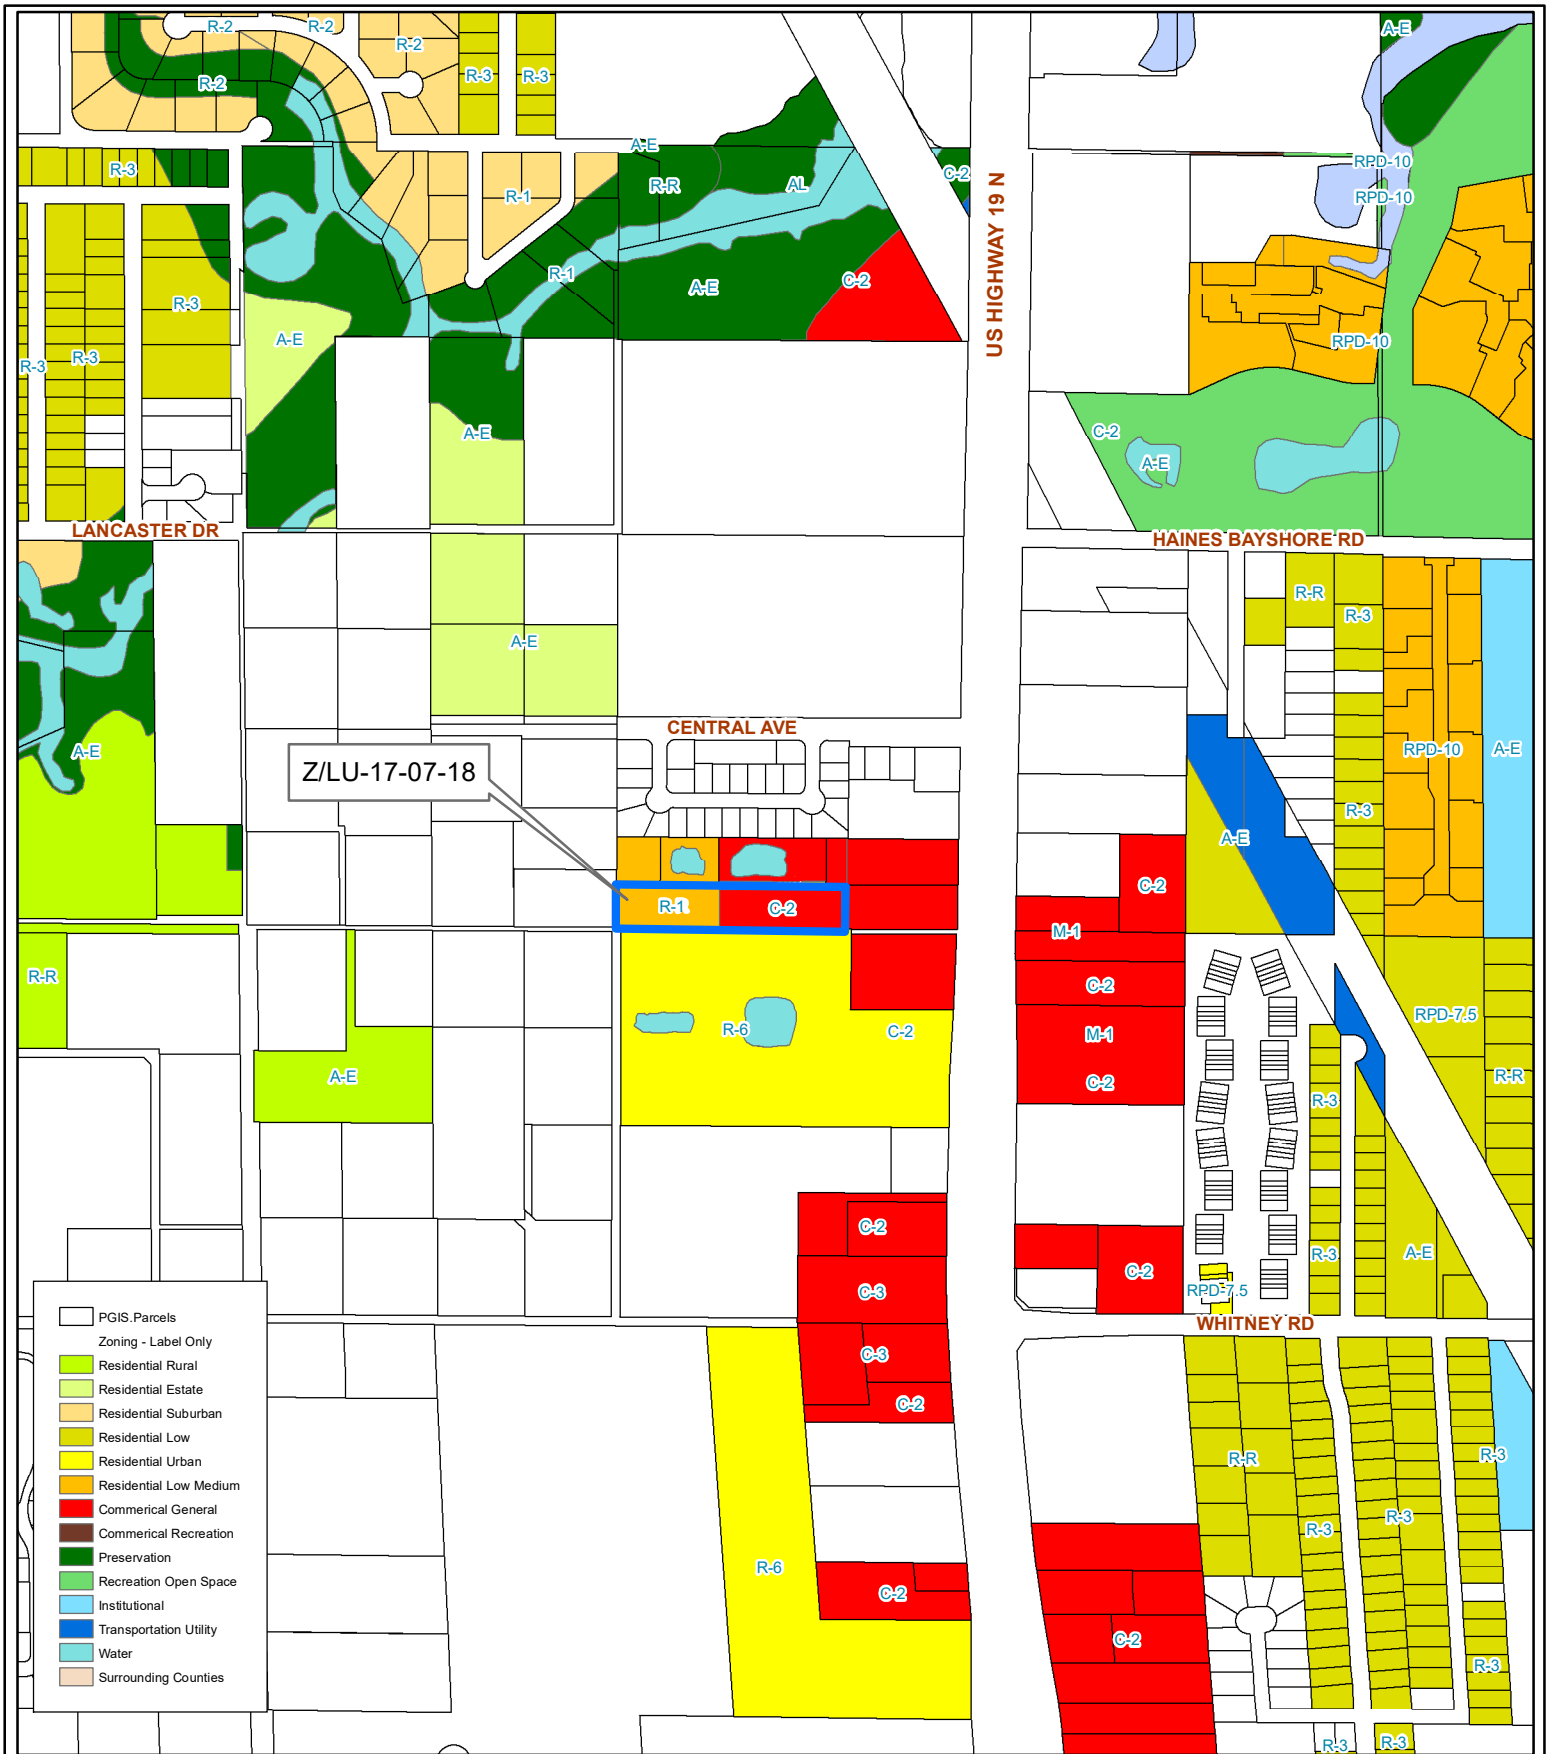 R-2
R-2
R-2
A-E
R-2
R-3
R-3
A-E
R-3
RPD-10
R-R
AL
C-2
R-1
RPD-10
US HIGHWAY 19 N
R-1
A-E
C-2
R-3
A-E
RPD-10
R-3
R-3
A-E
C-2
A-E
LANCASTER DR
HAINES BAYSHORE RD
R-R
R-3
A-E
CENTRAL AVE
A-E
RPD-10
A-E
Z/LU-17-07-18
R-3
A-E
C-2
R-1
C-2
M-1
R-R
C-2
RPD-7.5
R-6
C-2
M-1
A-E
C-2
R-R
R-3
C-2
R-3
A-E
C-2
C-3
RPD-7.5
WHITNEY RD
C-3
C-2
R-R
R-3
R-3
R-3
R-6
C-2
C-2
R-3
R-3
R-3
PGIS.Parcels
Zoning - Label Only
Residential Rural
Residential Estate
Residential Suburban
Residential Low
Residential Urban
Residential Low Medium
Commerical General
Commerical Recreation
Preservation
Recreation Open Space
Institutional
Transportation Utility
Water
Surrounding Counties